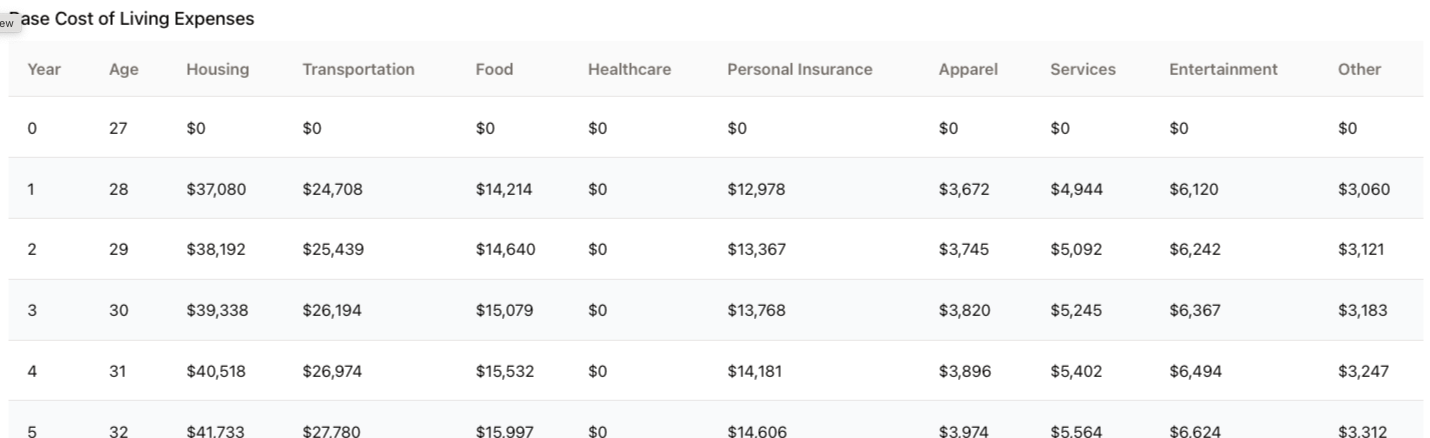 ew
Base Cost of Living Expenses
Year Age Housing Transportation Food Healthcare Personal Insurance Apparel Services Entertainment Other
0 27 $0 $0 $0 $0 $0 $0 $0 $0 $0
1 28 $37,080 $24,708 $14,214 $0 $12,978 $3,672 $4,944 $6,120 $3,060
2 29 $38,192 $25,439 $14,640 $0 $13,367 $3,745 $5,092 $6,242 $3,121
3 30 $39,338 $26,194 $15,079 $0 $13,768 $3,820 $5,245 $6,367 $3,183
4 31 $40,518 $26,974 $15,532 $0 $14,181 $3,896 $5,402 $6,494 $3,247
5 32 $41,733 $27,780 $15,997 $0 $14,606 $3,974 $5,564 $6,624 $3,312